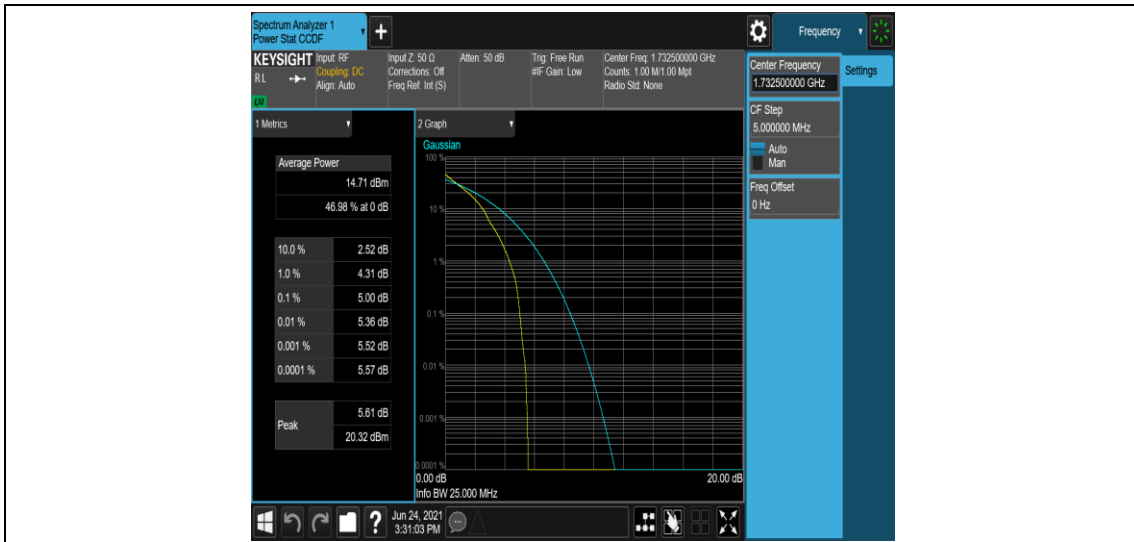 Spectrum Analyzer 1
Power Stat CCDF
+
Frequency
KEYSIGHT
RL
LXI
Input: RF
Coupling: DC
Align: Auto
Input Z: 50 Ω
Corrections: Off
Freq Ref: Int (S)
Atten: 50 dB
Trig: Free Run
#IF Gain: Low
Center Freq: 1.732500000 GHz
Counts: 1.00 M/1.00 Mpt
Radio Std: None
Center Frequency
1.732500000 GHz
Settings
CF Step
5.000000 MHz
Auto
Man
Freq Offset
0 Hz
1 Metrics
Average Power
14.71 dBm
46.98 % at 0 dB
10.0 % 2.52 dB
1.0 % 4.31 dB
0.1 % 5.00 dB
0.01 % 5.36 dB
0.001 % 5.52 dB
0.0001 % 5.57 dB
Peak
5.61 dB
20.32 dBm
2 Graph
Gaussian
100 %
10 %
1 %
0.1 %
0.01 %
0.001 %
0.0001 %
0.00 dB 20.00 dB
Info BW 25.000 MHz
?
Jun 24, 2021
3:31:03 PM